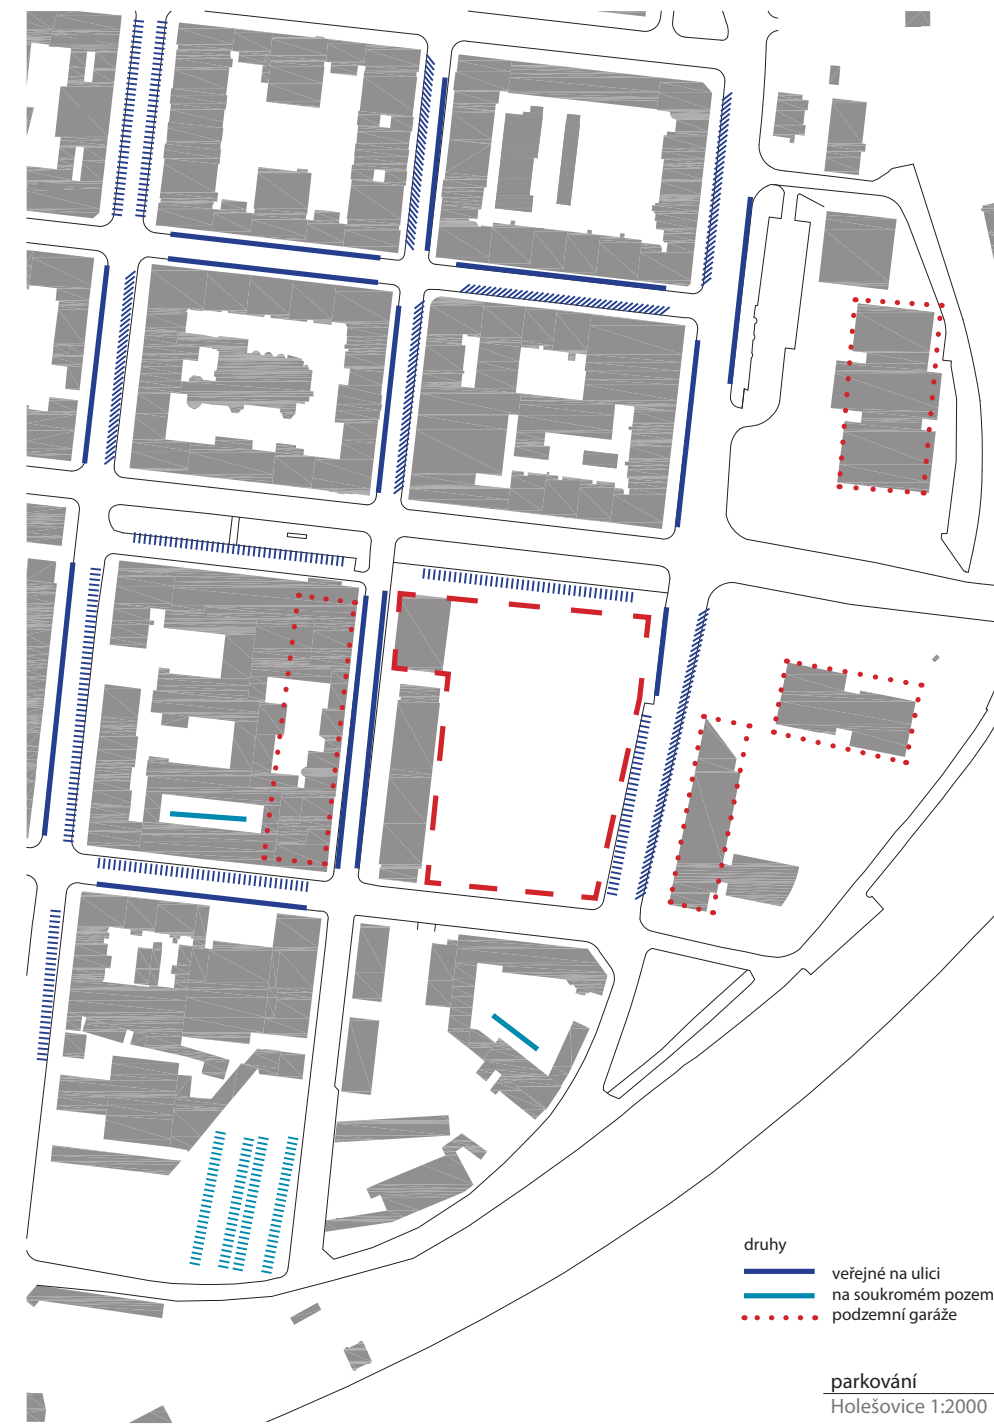 druhy
veřejné na ulici
na soukromém pozem
podzemní garáže
parkování
Holešovice 1:2000